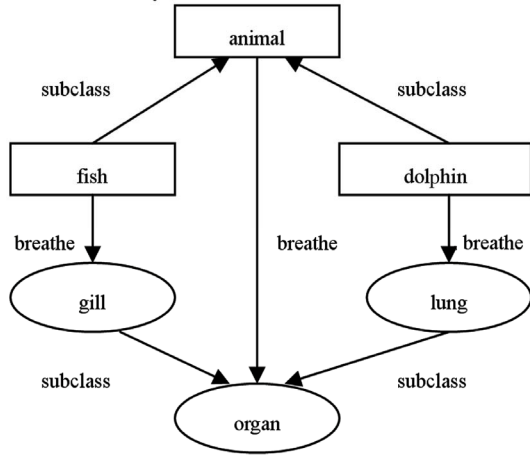 animal
subclass
subclass
fish
dolphin
breathe
breathe
breathe
gill
lung
subclass
subclass
organ